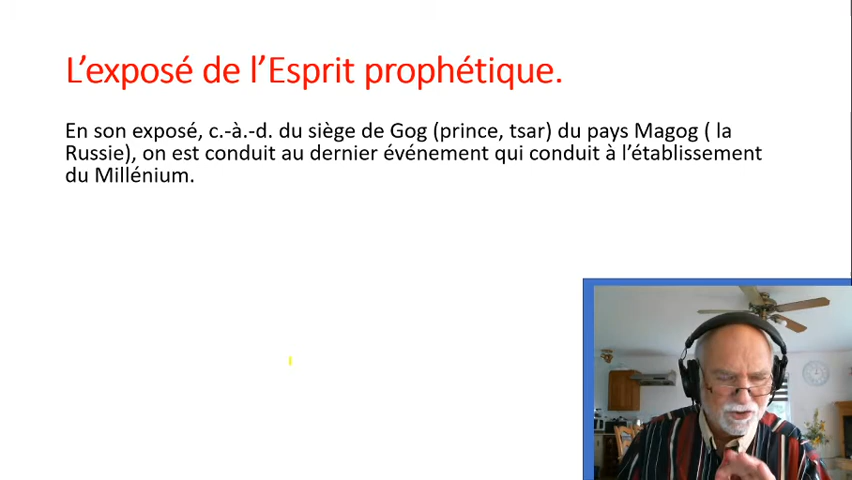 L'exposé de l'Esprit prophétique.
En son exposé, c.-à.-d. du siège de Gog (prince, tsar) du pays Magog ( la
Russie), on est conduit au dernier événement qui conduit à l'établissement
du Millénium.